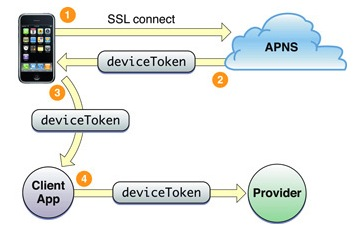 1
SSL connect
APNS
deviceToken
2
3
deviceToken
4
Client
App
deviceToken
Provider